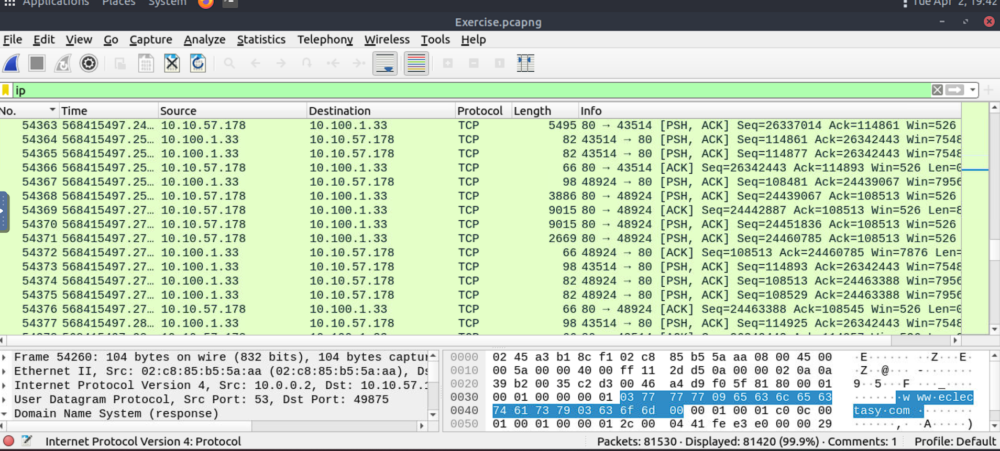 Applications Places System Tue Apr 2, 19:42
Exercise.pcapng
File Edit View Go Capture Analyze Statistics Telephony Wireless Tools Help
ip
No. Time Source Destination Protocol Length Info
54363 568415497.24… 10.10.57.178 10.100.1.33 TCP 5495 80 → 43514 [PSH, ACK] Seq=26337014 Ack=114861 Win=526
54364 568415497.25… 10.100.1.33 10.10.57.178 TCP 82 43514 → 80 [PSH, ACK] Seq=114861 Ack=26342443 Win=7548
54365 568415497.25… 10.100.1.33 10.10.57.178 TCP 82 43514 → 80 [PSH, ACK] Seq=114877 Ack=26342443 Win=7548
54366 568415497.25… 10.10.57.178 10.100.1.33 TCP 66 80 → 43514 [ACK] Seq=26342443 Ack=114893 Win=526 Len=0
54367 568415497.25… 10.100.1.33 10.10.57.178 TCP 98 48924 → 80 [PSH, ACK] Seq=108481 Ack=24439067 Win=7956
54368 568415497.25… 10.10.57.178 10.100.1.33 TCP 3886 80 → 48924 [PSH, ACK] Seq=24439067 Ack=108513 Win=526
54369 568415497.27… 10.10.57.178 10.100.1.33 TCP 9015 80 → 48924 [ACK] Seq=24442887 Ack=108513 Win=526 Len=8
54370 568415497.27… 10.10.57.178 10.100.1.33 TCP 9015 80 → 48924 [PSH, ACK] Seq=24451836 Ack=108513 Win=526
54371 568415497.27… 10.10.57.178 10.100.1.33 TCP 2669 80 → 48924 [PSH, ACK] Seq=24460785 Ack=108513 Win=526
54372 568415497.27… 10.100.1.33 10.10.57.178 TCP 66 48924 → 80 [ACK] Seq=108513 Ack=24460785 Win=7876 Len=
54373 568415497.27… 10.100.1.33 10.10.57.178 TCP 98 43514 → 80 [PSH, ACK] Seq=114893 Ack=26342443 Win=7548
54374 568415497.27… 10.100.1.33 10.10.57.178 TCP 82 48924 → 80 [PSH, ACK] Seq=108513 Ack=24463388 Win=7956
54375 568415497.27… 10.100.1.33 10.10.57.178 TCP 82 48924 → 80 [PSH, ACK] Seq=108529 Ack=24463388 Win=7956
54376 568415497.27… 10.10.57.178 10.100.1.33 TCP 66 80 → 48924 [ACK] Seq=24463388 Ack=108545 Win=526 Len=0
54377 568415497.28… 10.100.1.33 10.10.57.178 TCP 98 43514 → 80 [PSH, ACK] Seq=114925 Ack=26342443 Win=7548
Frame 54260: 104 bytes on wire (832 bits), 104 bytes captur
Ethernet II, Src: 02:c8:85:b5:5a:aa (02:c8:85:b5:5a:aa), Ds
Internet Protocol Version 4, Src: 10.0.0.2, Dst: 10.10.57.1
User Datagram Protocol, Src Port: 53, Dst Port: 49875
Domain Name System (response)
0000 02 45 a3 b1 8c f1 02 c8 85 b5 5a aa 08 00 45 00 ·E······ ··Z···E·
0010 00 5a 00 00 40 00 ff 11 2d d5 0a 00 00 02 0a 0a ·Z··@··· -·······
0020 39 b2 00 35 c2 d3 00 46 a4 d9 f0 5f 81 80 00 01 9··5···F ···_····
0030 00 01 00 00 00 01 03 77 77 77 09 65 63 6c 65 63 ·······w ww·eclec
0040 74 61 73 79 03 63 6f 6d 00 00 01 00 01 c0 0c 00 tasy·com ········
0050 01 00 01 00 00 01 2c 00 04 41 fe e3 e0 00 00 29 ······,· ·A·····)
Internet Protocol Version 4: Protocol Packets: 81530 · Displayed: 81420 (99.9%) · Comments: 1 Profile: Default